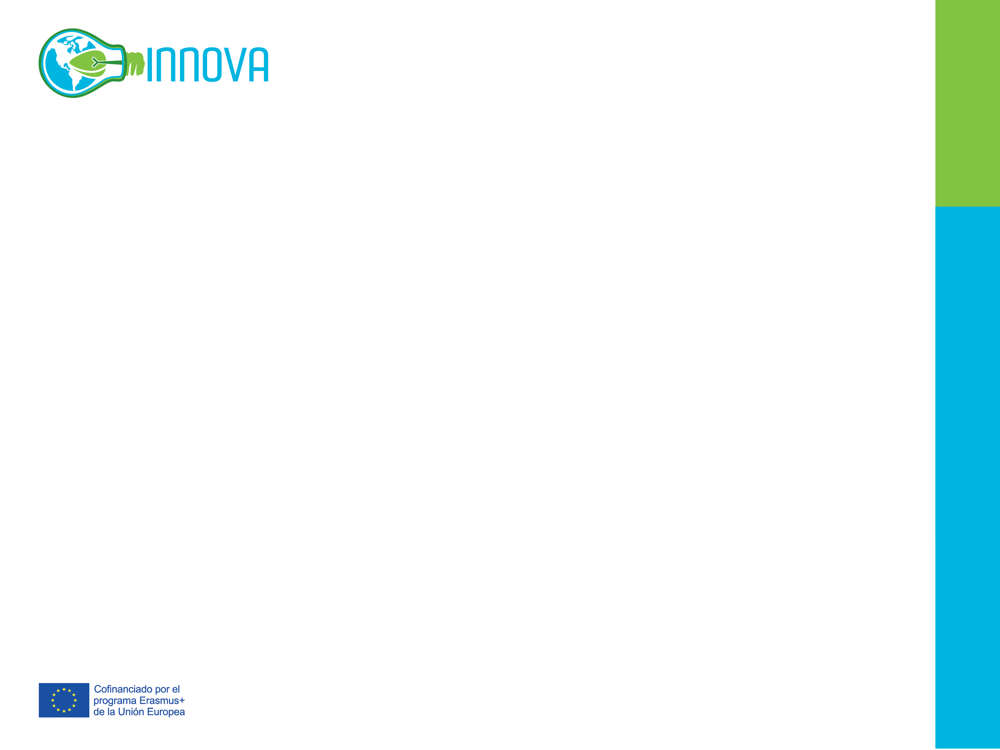 INNOVA
Cofinanciado por el
programa Erasmus+
de la Unión Europea